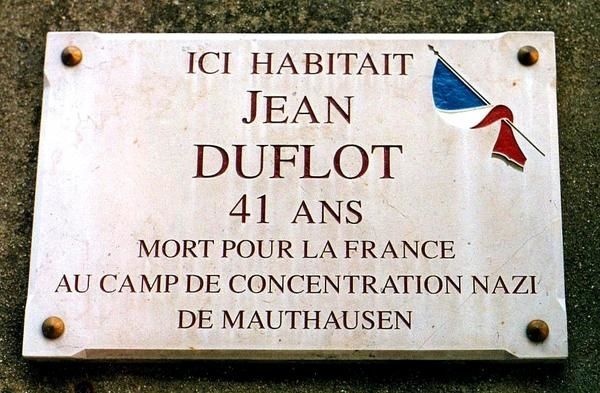 ICI HABITAIT
JEAN
DUFLOT
41 ANS
MORT POUR LA FRANCE
AU CAMP DE CONCENTRATION NAZI
DE MAUTHAUSEN